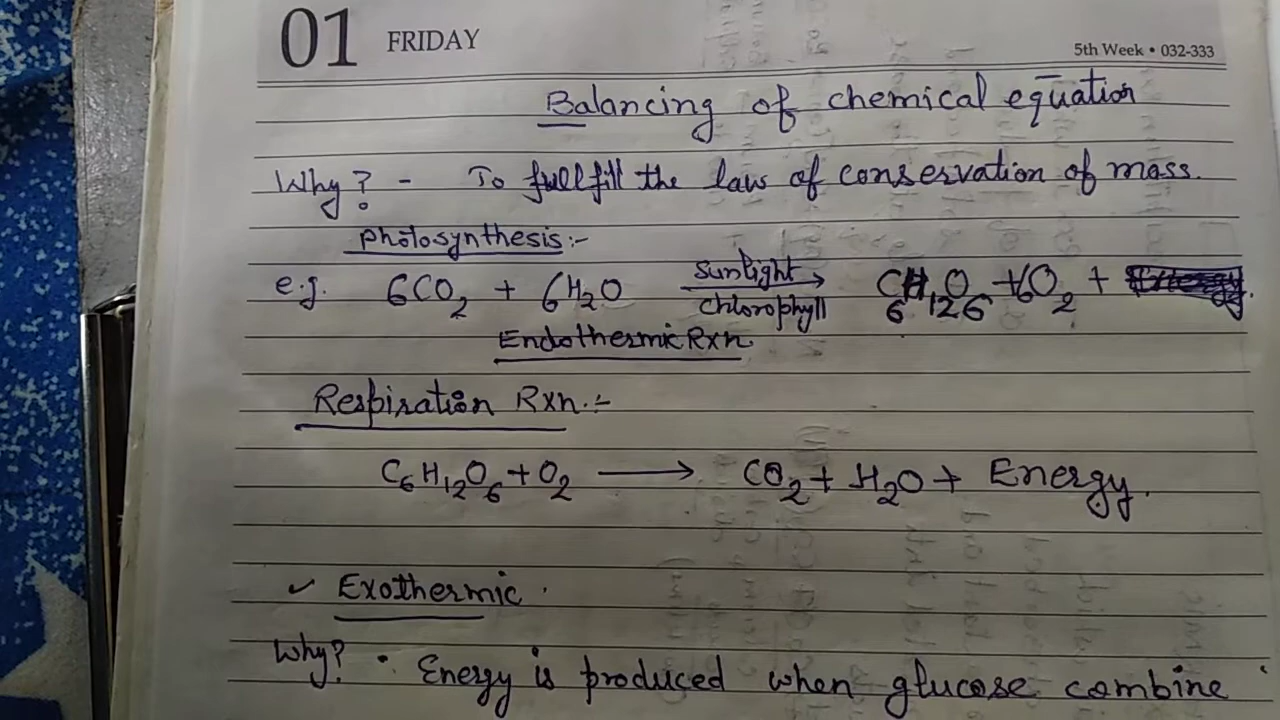 01 FRIDAY 5th Week • 032-333
Balancing of chemical equation
Why? - To fullfill the law of conservation of mass.
Photosynthesis:-
e.g. 6CO2 + 6H2O sunlight → C6H12O6 + 6O2 +
chlorophyll
Endothermic Rxn.
Respiration Rxn.:-
C6H12O6 + O2 → CO2 + H2O + Energy.
✓ Exothermic.
Why? • Energy is produced when glucose combine